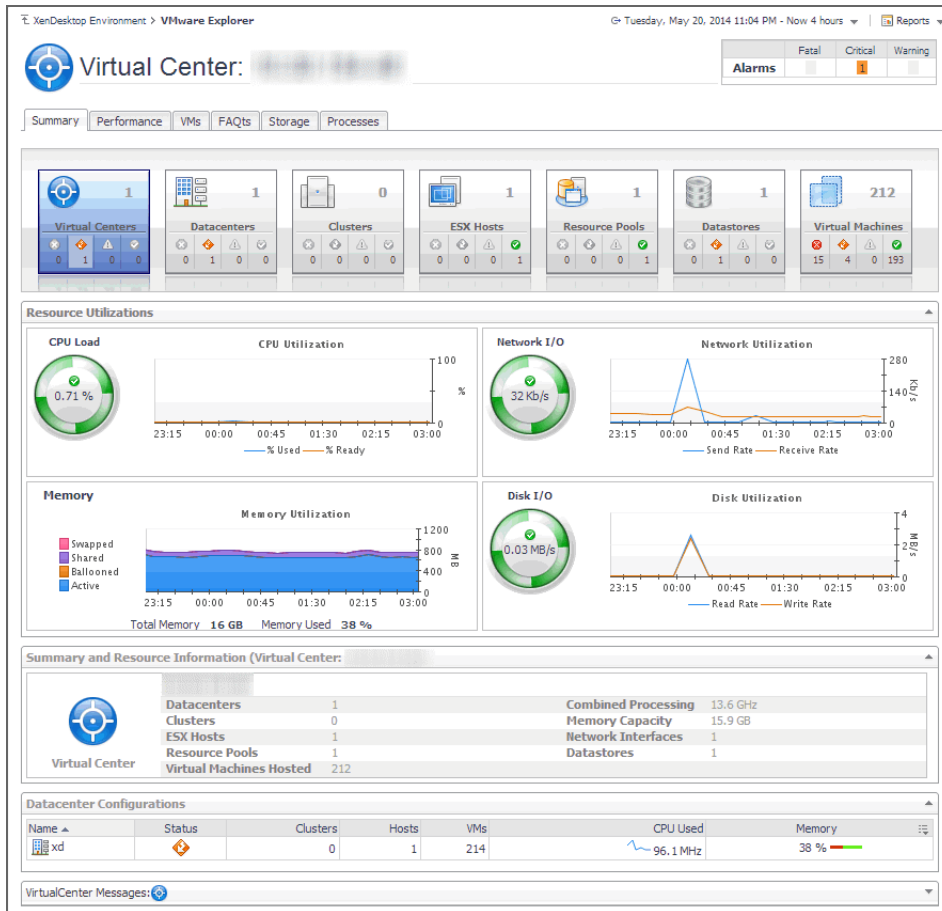 XenDesktop Environment > VMware Explorer
Tuesday, May 20, 2014 11:04 PM - Now 4 hours
Reports
Virtual Center:
Fatal Critical Warning
Alarms 1
Summary Performance VMs FAQts Storage Processes
1 1 0 1 1 1 212
Virtual Centers Datacenters Clusters ESX Hosts Resource Pools Datastores Virtual Machines
0 1 0 0 0 1 0 0 0 0 0 0 0 0 0 1 0 0 0 1 0 1 0 0 15 4 0 193
Resource Utilizations
CPU Load
0.71 %
CPU Utilization
100
%
0
23:15 00:00 00:45 01:30 02:15 03:00
% Used % Ready
Network I/O
32 Kb/s
Network Utilization
280
140
Kb/s
0
23:15 00:00 00:45 01:30 02:15 03:00
Send Rate Receive Rate
Memory
Memory Utilization
Swapped
Shared
Ballooned
Active
1200
800
400
MB
0
23:15 00:00 00:45 01:30 02:15 03:00
Total Memory 16 GB Memory Used 38 %
Disk I/O
0.03 MB/s
Disk Utilization
4
2
MB/s
0
23:15 00:00 00:45 01:30 02:15 03:00
Read Rate Write Rate
Summary and Resource Information (Virtual Center:
Datacenters 1 Combined Processing 13.6 GHz
Clusters 0 Memory Capacity 15.9 GB
ESX Hosts 1 Network Interfaces 1
Resource Pools 1 Datastores 1
Virtual Machines Hosted 212
Virtual Center
Datacenter Configurations
Name Status Clusters Hosts VMs CPU Used Memory
xd 0 1 214 96.1 MHz 38 %
VirtualCenter Messages: